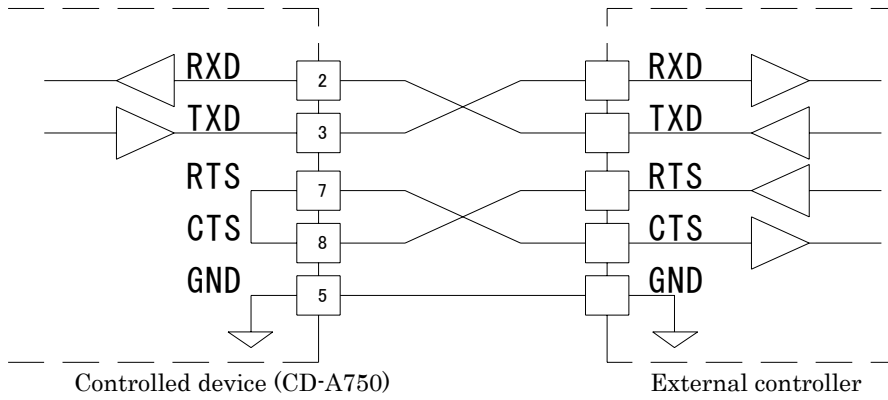 RXD 2 RXD
TXD 3 TXD
RTS 7 RTS
CTS 8 CTS
GND 5 GND
Controlled device (CD-A750) External controller